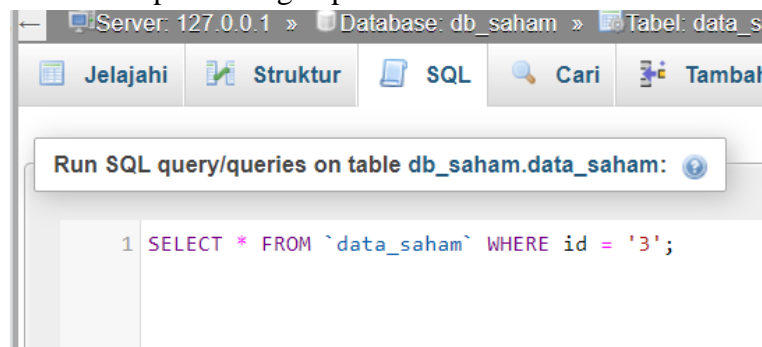 Server: 127.0.0.1 » Database: db_saham » Tabel: data_s
Jelajahi Struktur SQL Cari Tambah
Run SQL query/queries on table db_saham.data_saham:
1 SELECT * FROM `data_saham` WHERE id = '3';